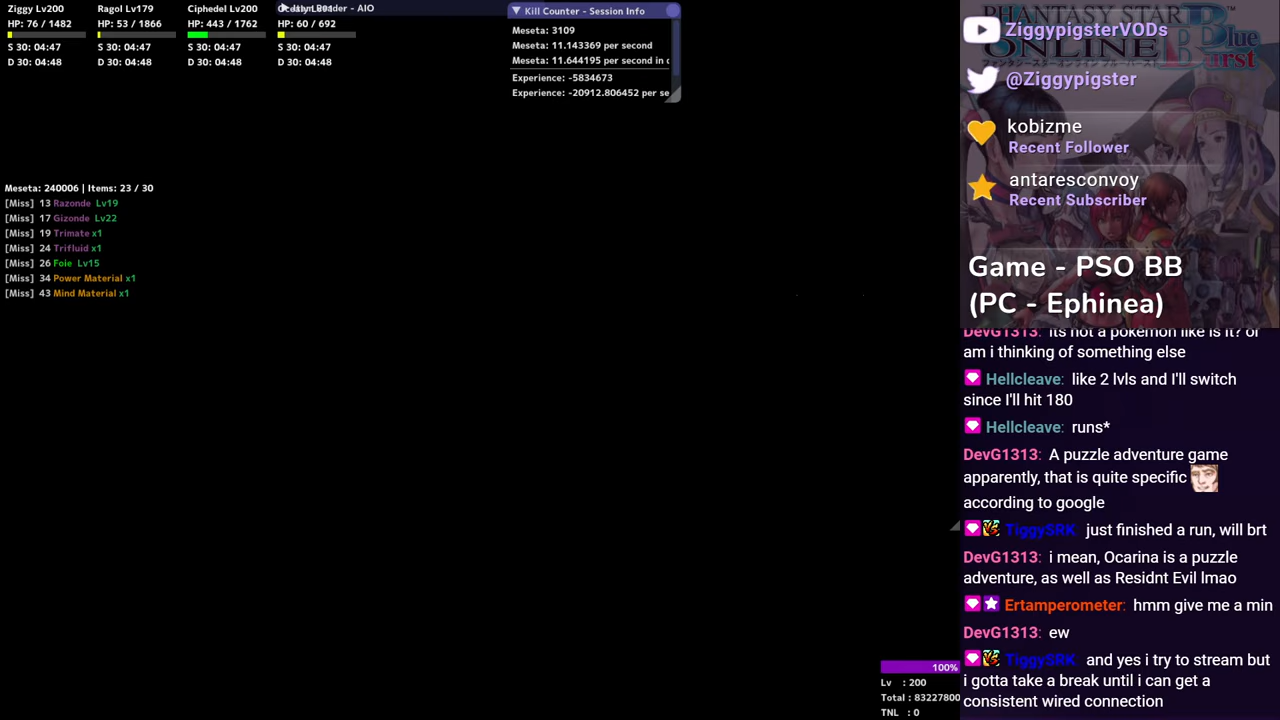 Ziggy Lv200
HP: 76 / 1482
S 30: 04:47
D 30: 04:48
Ragol Lv179
HP: 53 / 1866
S 30: 04:47
D 30: 04:48
Ciphedel Lv200
HP: 443 / 1762
S 30: 04:47
D 30: 04:48
Reader - AIO
HP: 60 / 692
S 30: 04:47
D 30: 04:48
Kill Counter - Session Info
Meseta: 3109
Meseta: 11.143369 per second
Meseta: 11.644195 per second in
Experience: -5834673
Experience: -20912.806452 per se
Meseta: 240006 | Items: 23 / 30
[Miss] 13 Razonde Lv19
[Miss] 17 Gizonde Lv22
[Miss] 19 Trimate x1
[Miss] 24 Trifluid x1
[Miss] 26 Foie Lv15
[Miss] 34 Power Material x1
[Miss] 43 Mind Material x1
100%
Lv : 200
Total : 83227800
TNL : 0
PHANTASY STAR
ONLINE Blue Burst
ZiggypigsterVODs
@Ziggypigster
kobizme
Recent Follower
antaresconvoy
Recent Subscriber
Game - PSO BB
(PC - Ephinea)
DevG1313: its not a pokemon like is it? or
am i thinking of something else
Hellcleave: like 2 lvls and I'll switch
since I'll hit 180
Hellcleave: runs*
DevG1313: A puzzle adventure game
apparently, that is quite specific
according to google
TiggySRK: just finished a run, will brt
DevG1313: i mean, Ocarina is a puzzle
adventure, as well as Residnt Evil lmao
Ertamperometer: hmm give me a min
DevG1313: ew
TiggySRK: and yes i try to stream but
i gotta take a break until i can get a
consistent wired connection